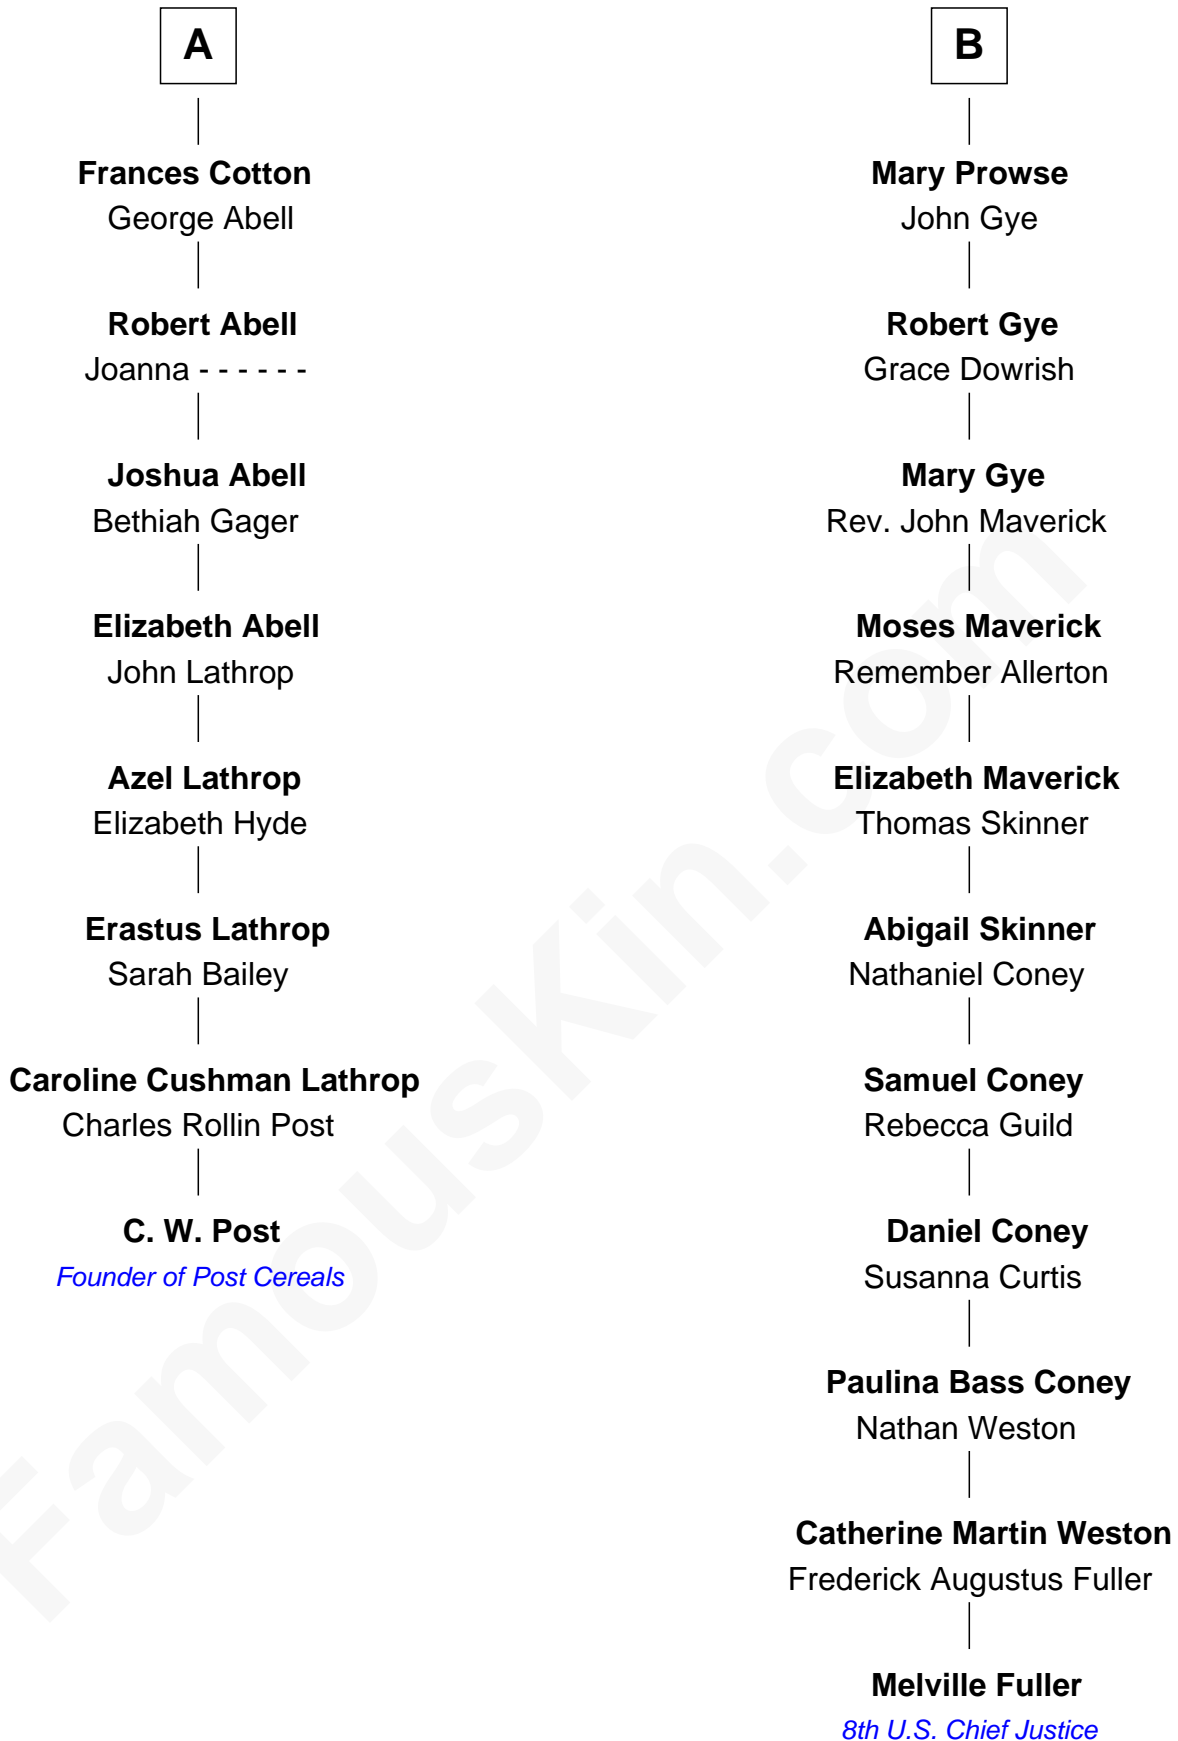 A
Frances Cotton
George Abell
Robert Abell
Joanna - - - - - -
Joshua Abell
Bethiah Gager
Elizabeth Abell
John Lathrop
Azel Lathrop
Elizabeth Hyde
Erastus Lathrop
Sarah Bailey
Caroline Cushman Lathrop
Charles Rollin Post
C. W. Post
Founder of Post Cereals
B
Mary Prowse
John Gye
Robert Gye
Grace Dowrish
Mary Gye
Rev. John Maverick
Moses Maverick
Remember Allerton
Elizabeth Maverick
Thomas Skinner
Abigail Skinner
Nathaniel Coney
Samuel Coney
Rebecca Guild
Daniel Coney
Susanna Curtis
Paulina Bass Coney
Nathan Weston
Catherine Martin Weston
Frederick Augustus Fuller
Melville Fuller
8th U.S. Chief Justice
FamousKin.com